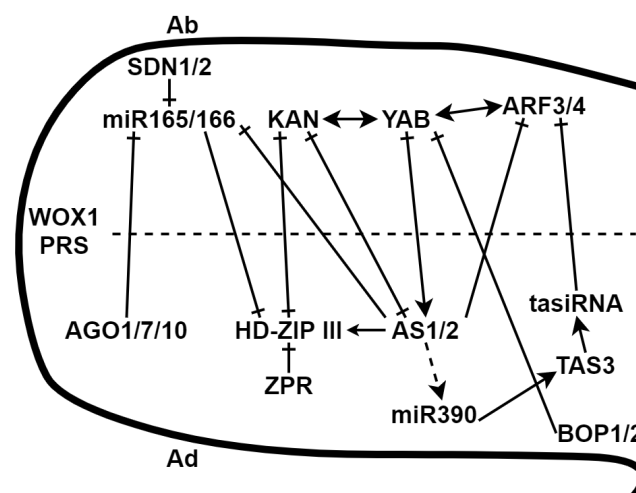 Ab
SDN1/2
miR165/166
KAN
YAB
ARF3/4
WOX1
PRS
tasiRNA
AGO1/7/10
HD-ZIP III
AS1/2
TAS3
ZPR
miR390
BOP1/2
Ad